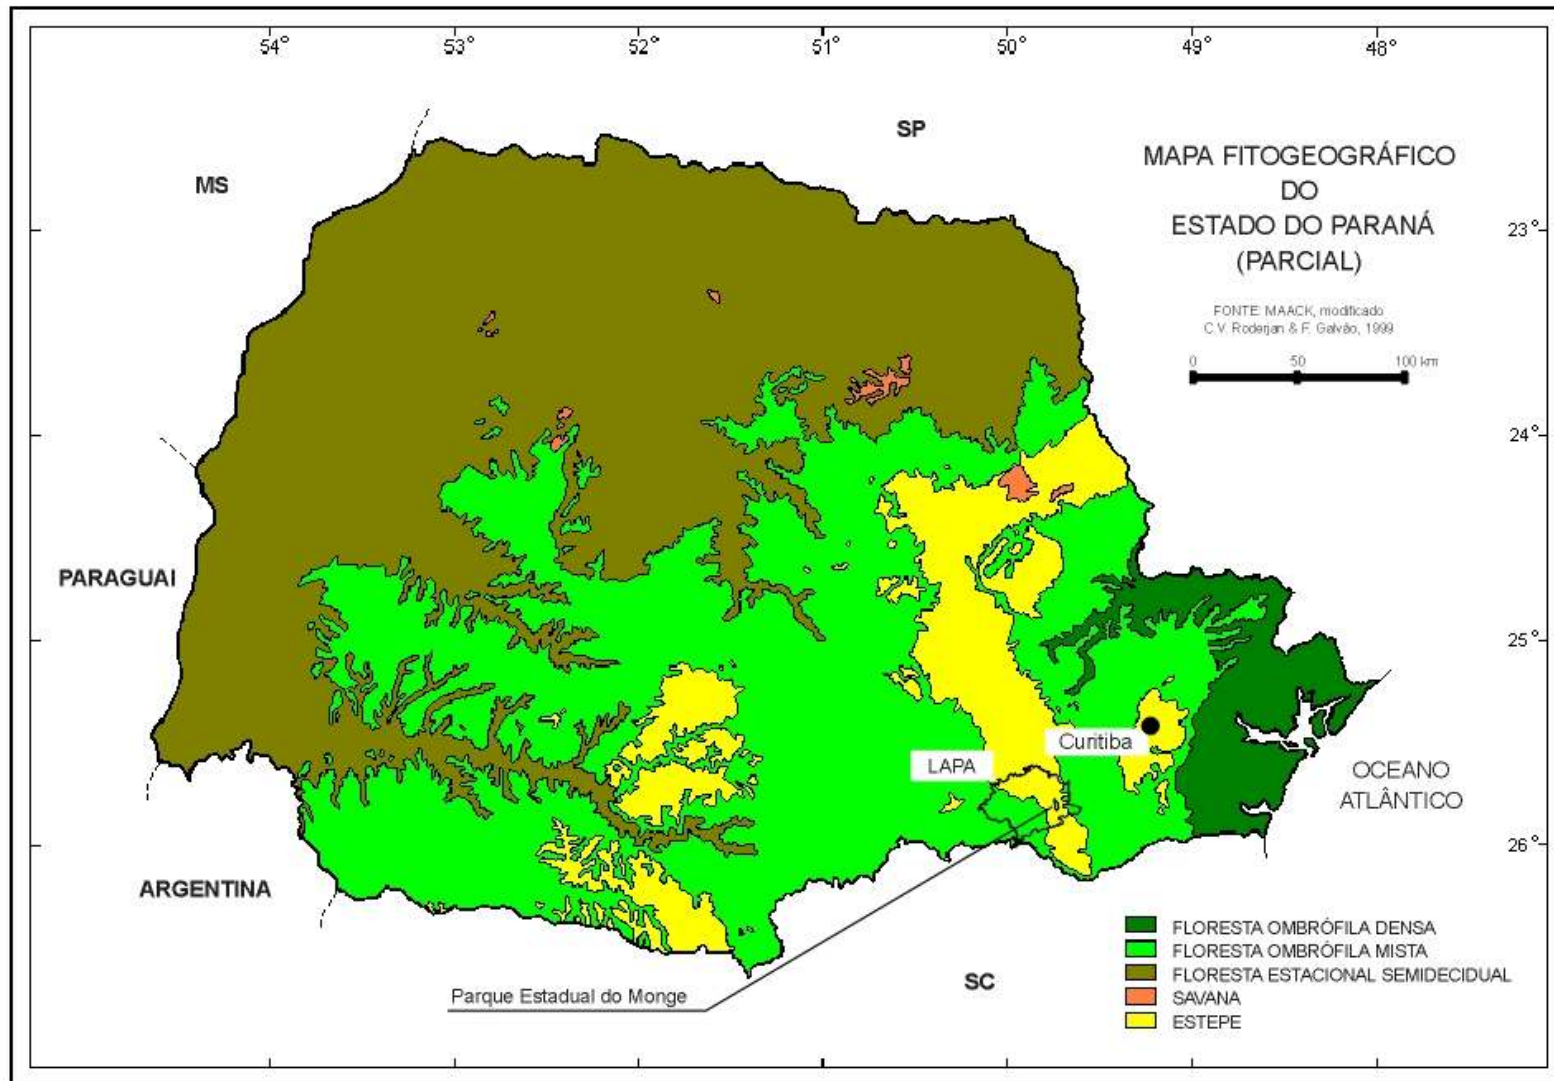 54° 53° 52° 51° 50° 49° 48°
SP
MS
MAPA FITOGEOGRÁFICO
DO
ESTADO DO PARANÁ
(PARCIAL)
23°
FONTE: MAACK, modificado
C.V. Roderjan & F. Galvão, 1999
0 50 100 km
24°
PARAGUAI
25°
Curitiba
LAPA
OCEANO
ATLÂNTICO
26°
ARGENTINA
FLORESTA OMBRÓFILA DENSA
FLORESTA OMBRÓFILA MISTA
FLORESTA ESTACIONAL SEMIDECIDUAL
SAVANA
ESTEPE
SC
Parque Estadual do Monge